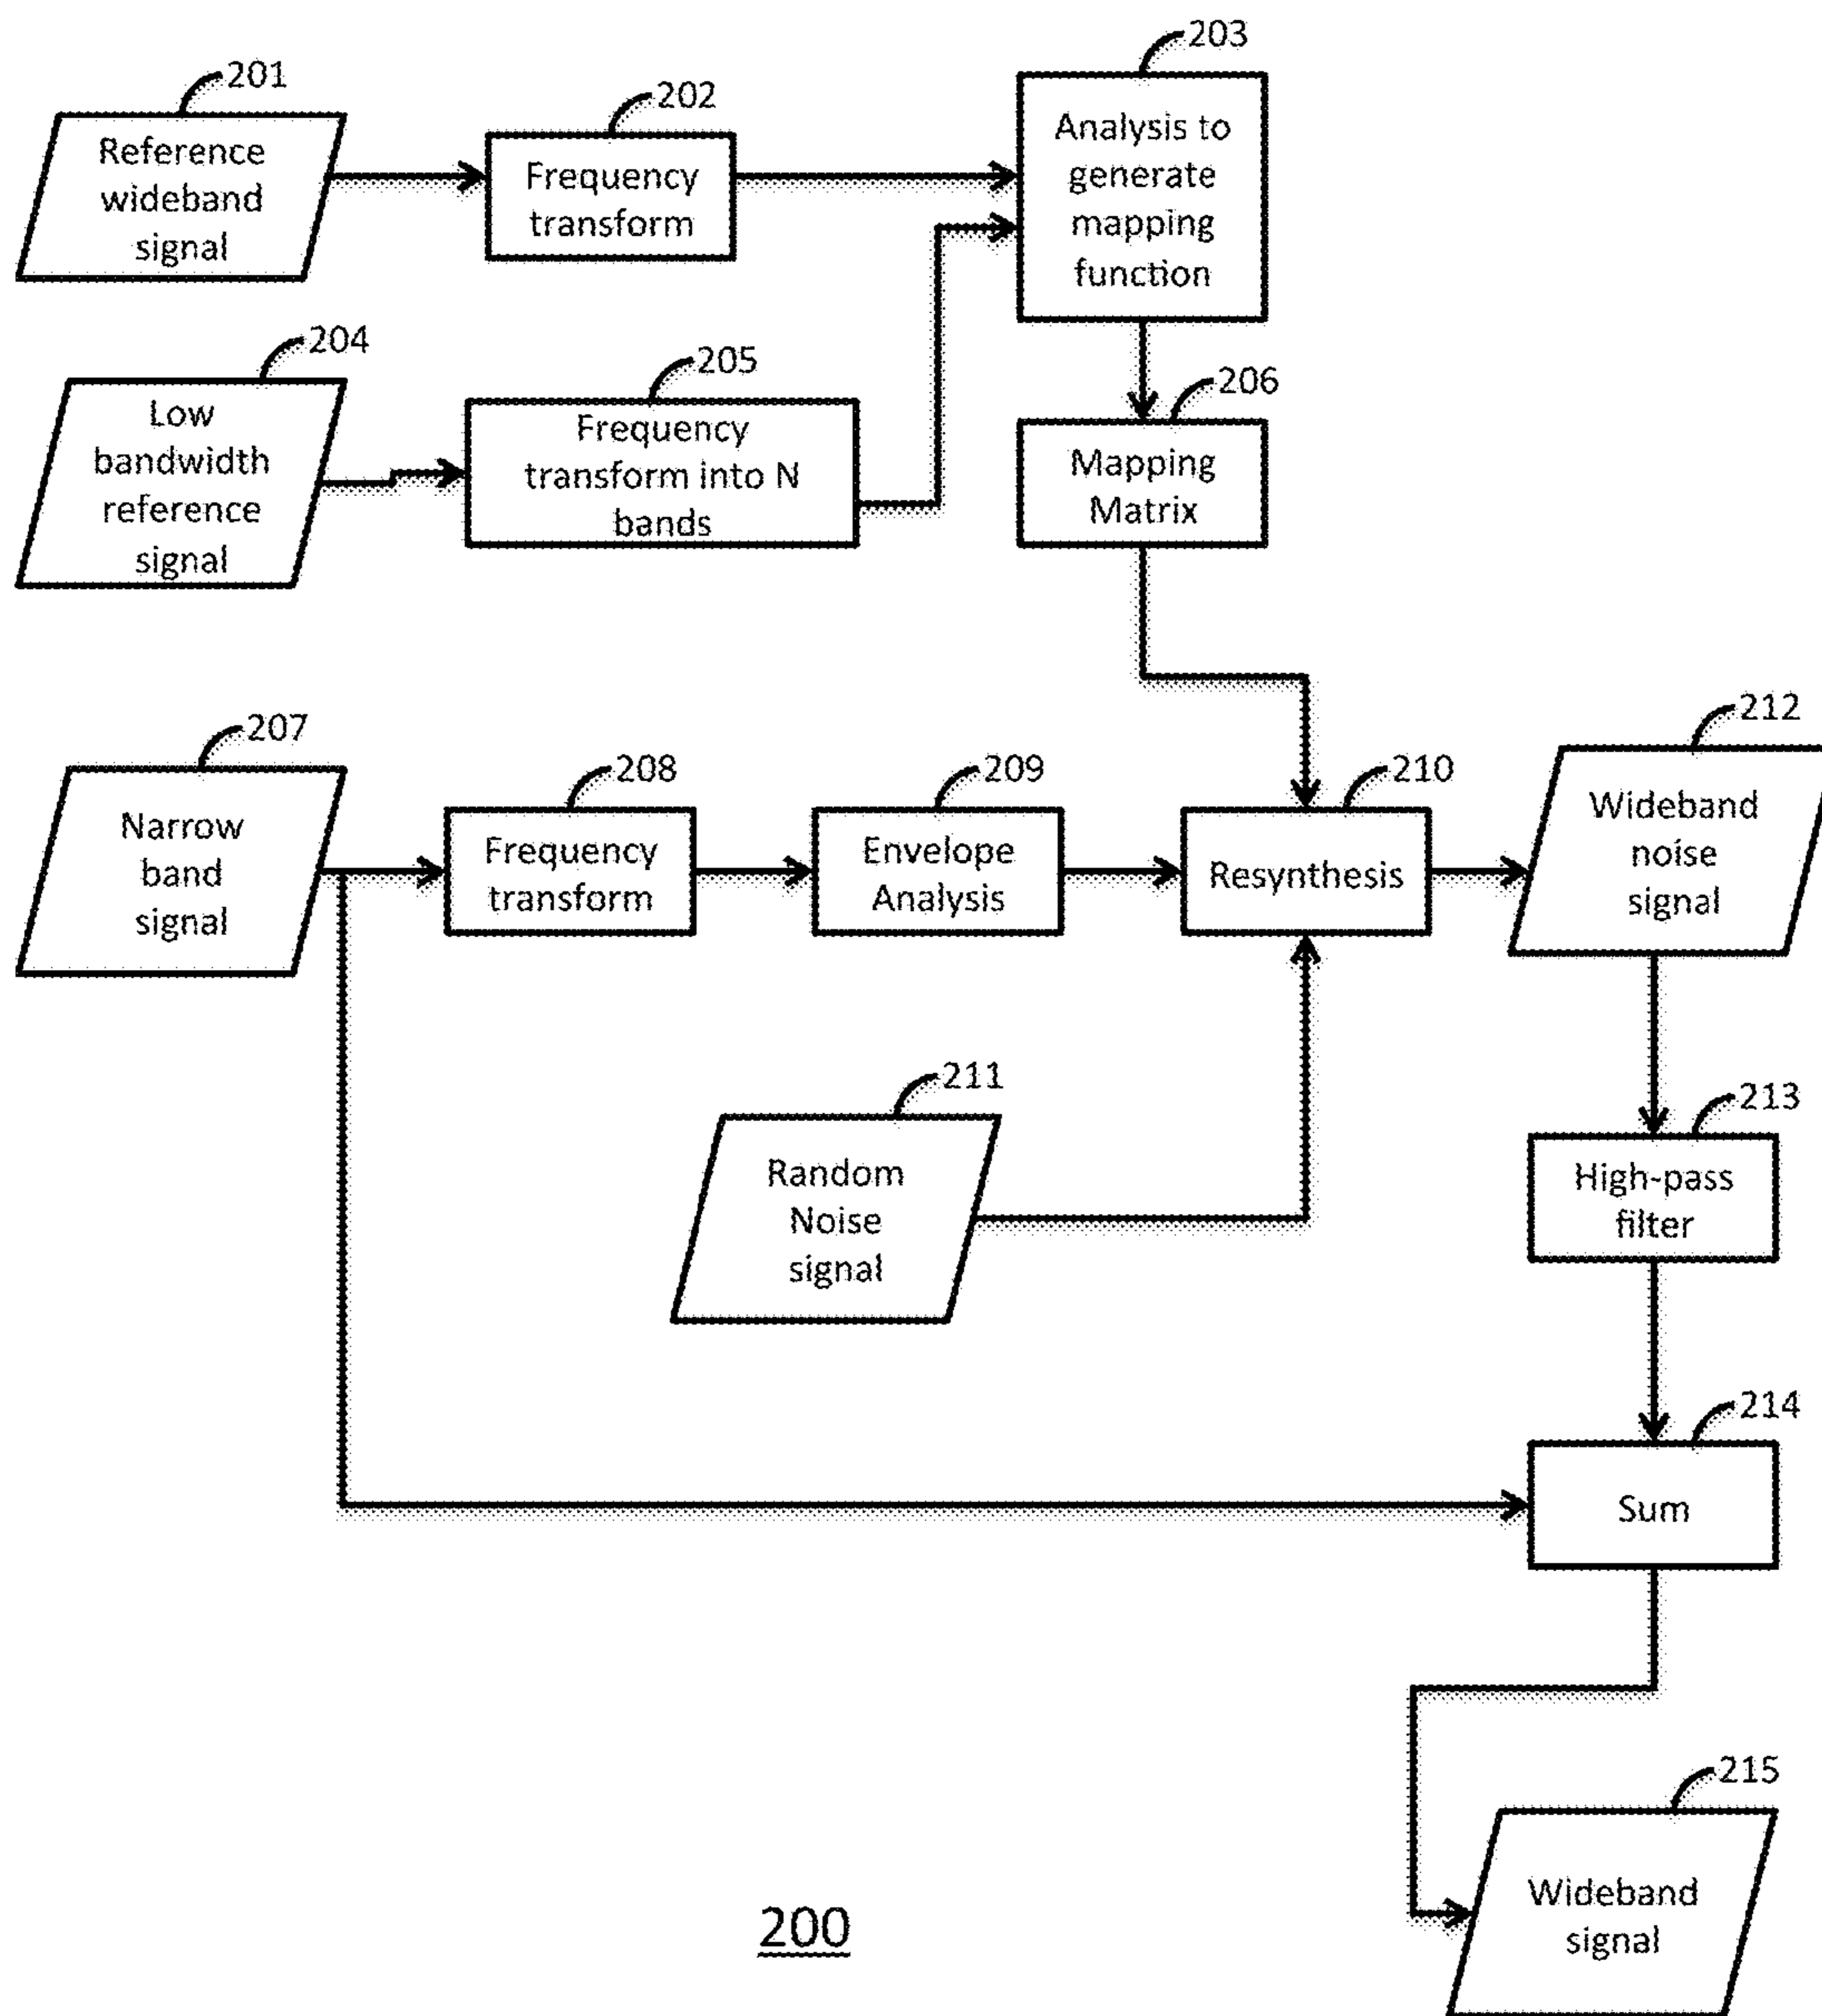 201
Reference
wideband
signal
202
Frequency
transform
203
Analysis to
generate
mapping
function
204
Low
bandwidth
reference
signal
205
Frequency
transform into N
bands
206
Mapping
Matrix
207
Narrow
band
signal
208
Frequency
transform
209
Envelope
Analysis
210
Resynthesis
212
Wideband
noise
signal
211
Random
Noise
signal
213
High-pass
filter
214
Sum
215
Wideband
signal
200